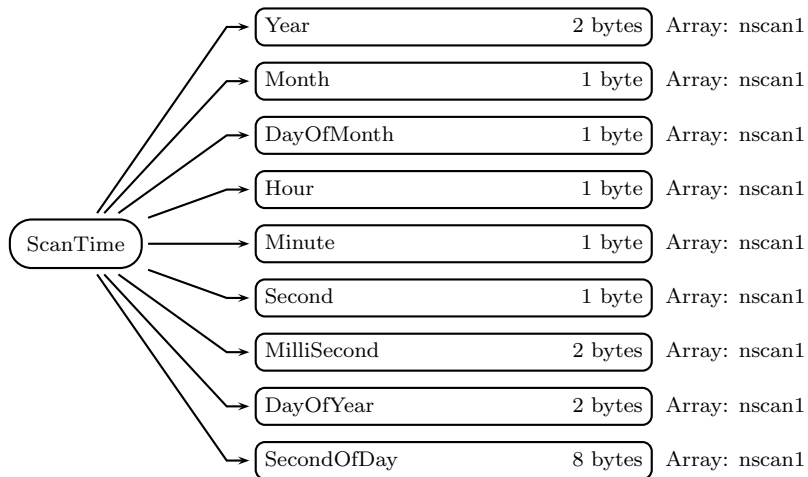 Year 2 bytes Array: nscan1
Month 1 byte Array: nscan1
DayOfMonth 1 byte Array: nscan1
Hour 1 byte Array: nscan1
ScanTime Minute 1 byte Array: nscan1
Second 1 byte Array: nscan1
MilliSecond 2 bytes Array: nscan1
DayOfYear 2 bytes Array: nscan1
SecondOfDay 8 bytes Array: nscan1